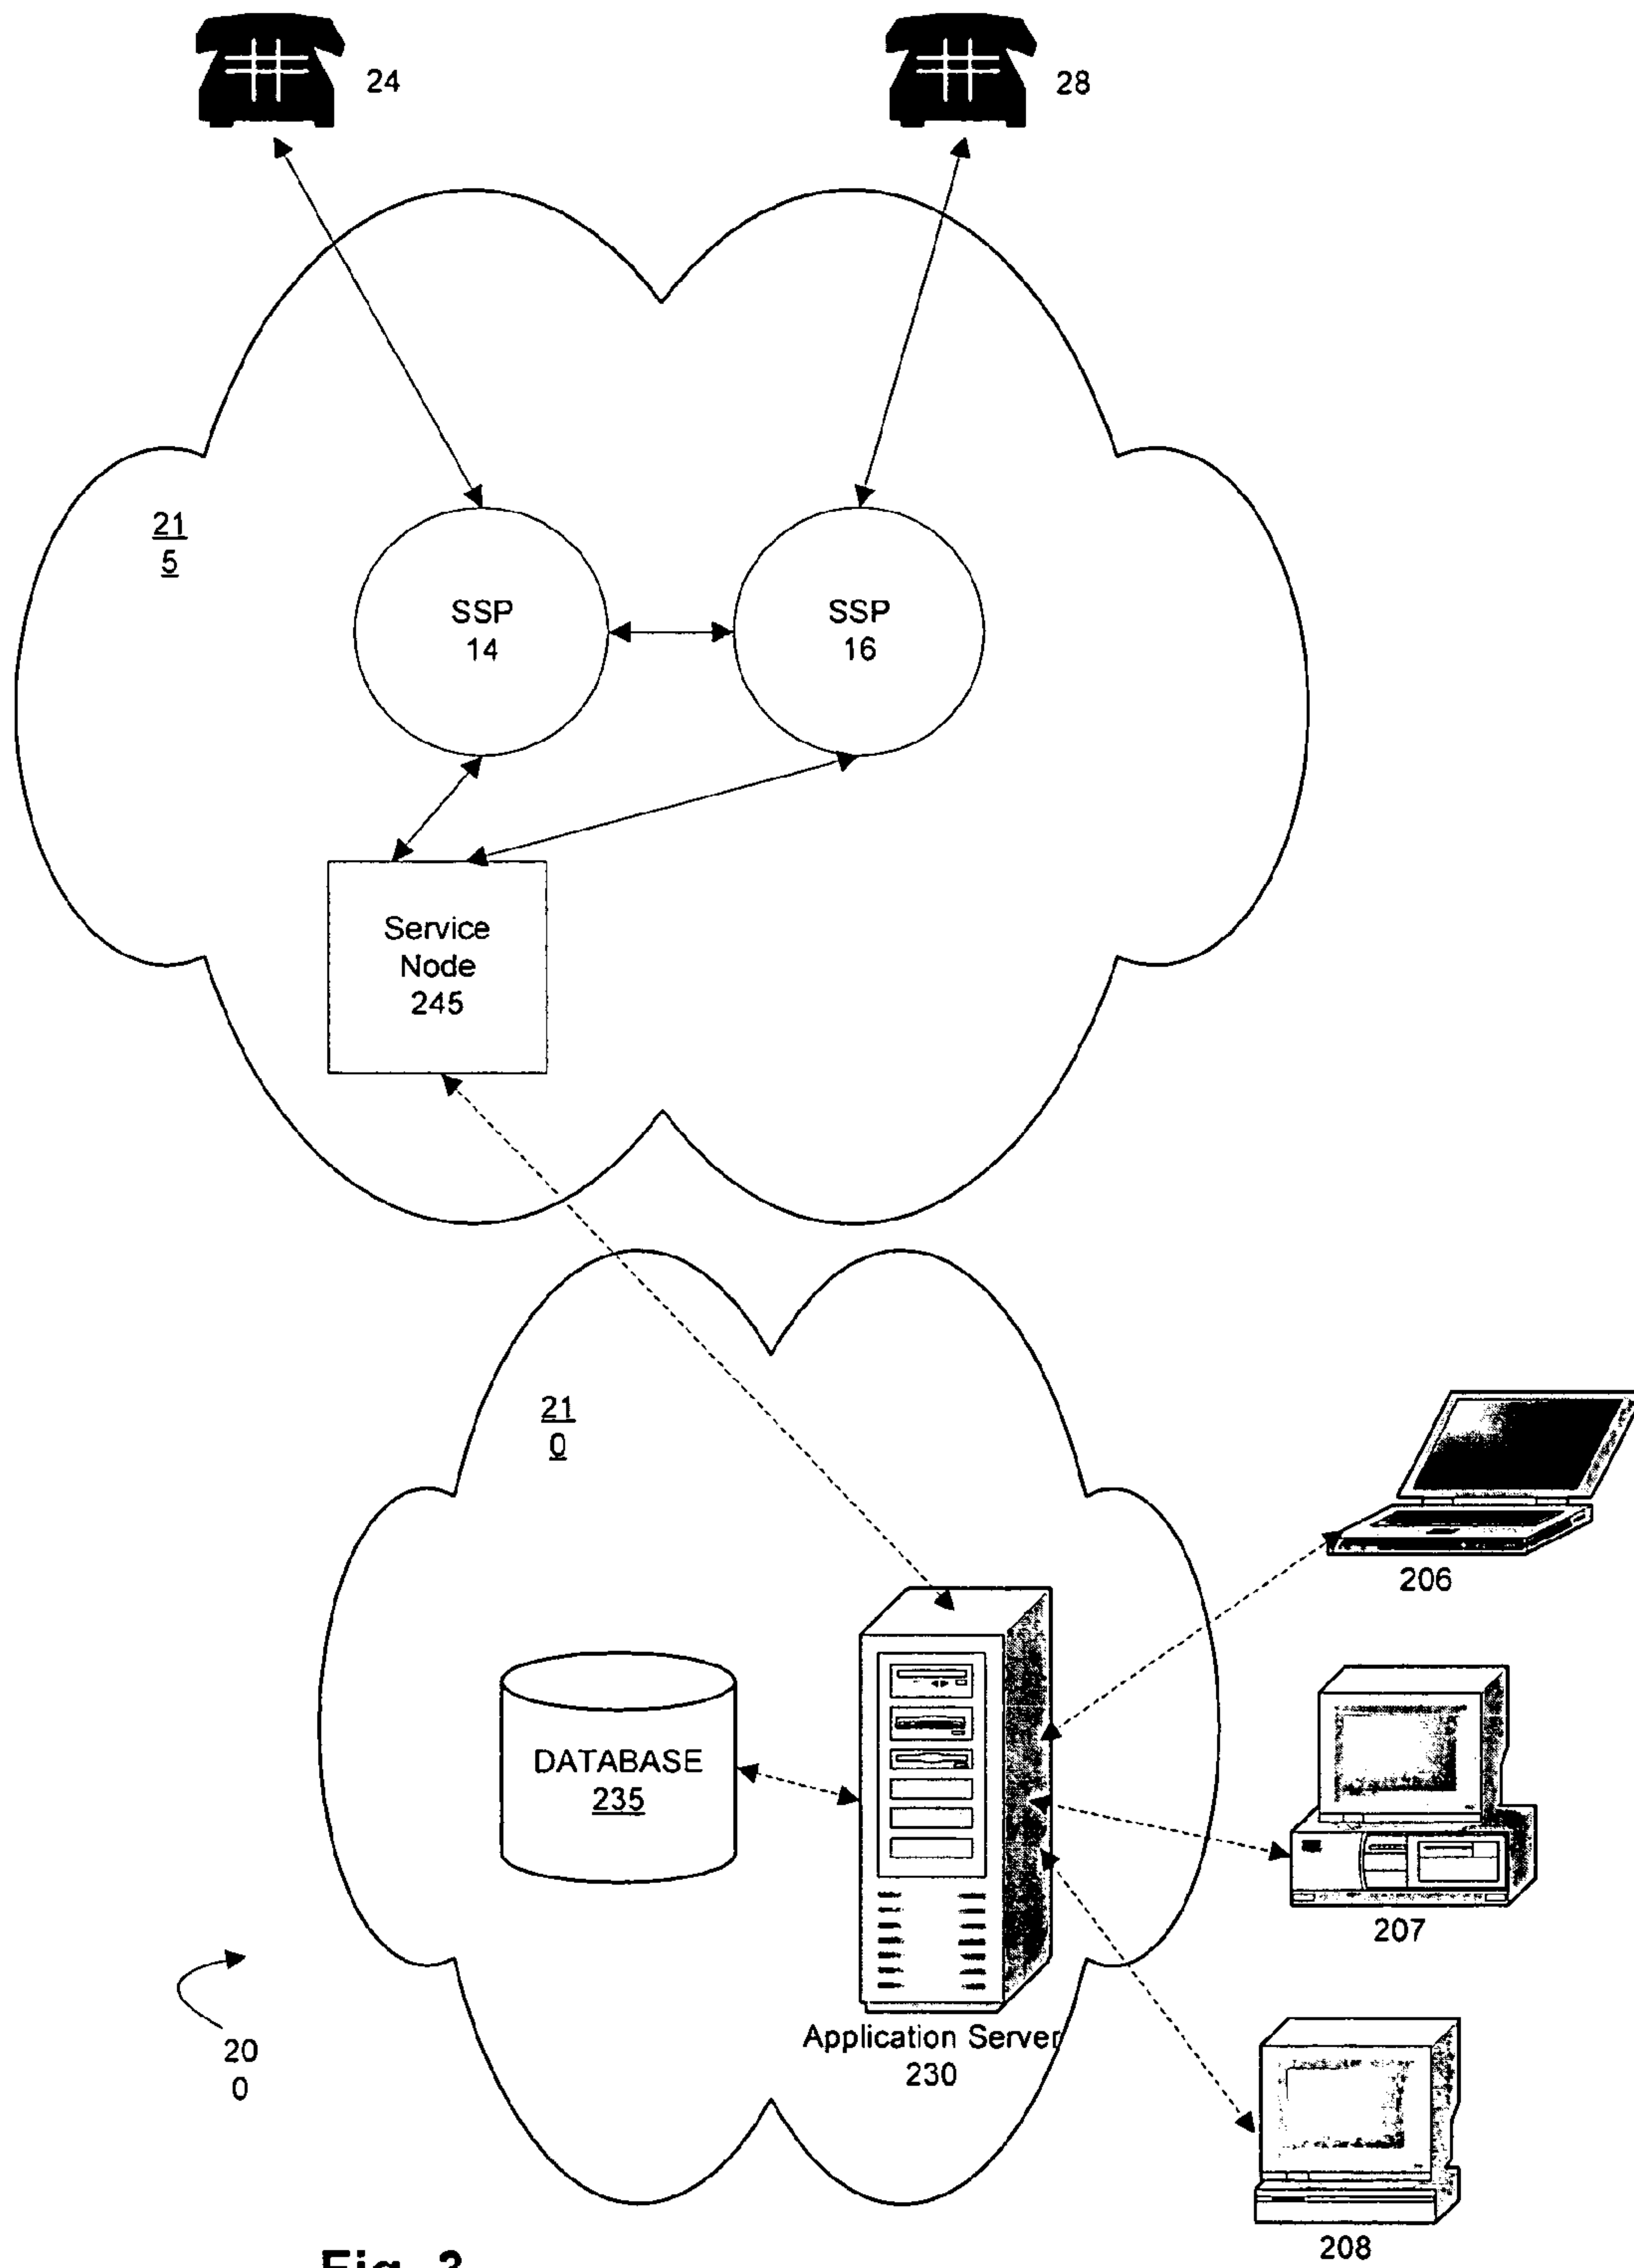 24
28
21
5
SSP
14
SSP
16
Service
Node
245
21
0
206
DATABASE
235
207
Application Server
230
20
0
208